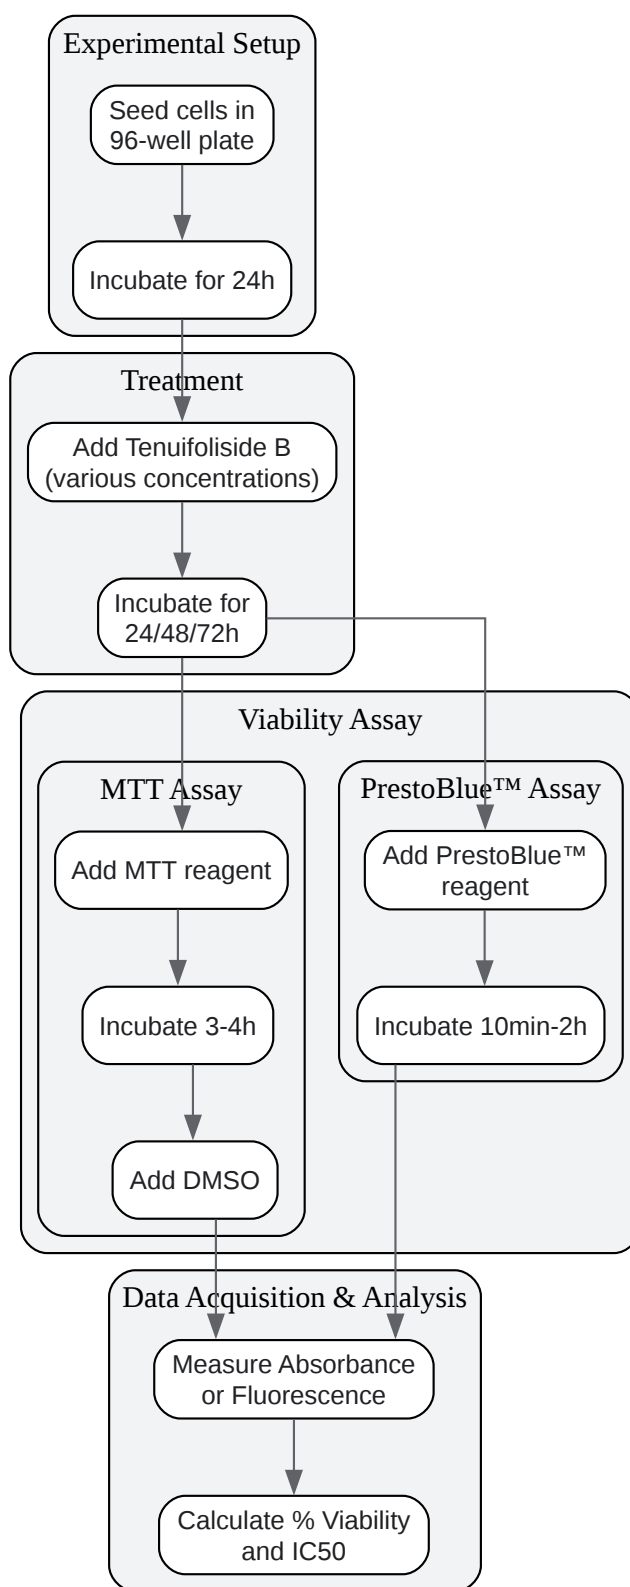 Experimental Setup
Seed cells in
96-well plate
Incubate for 24h
Treatment
Add Tenuifoliside B
(various concentrations)
Incubate for
24/48/72h
Viability Assay
MTT Assay
Add MTT reagent
Incubate 3-4h
Add DMSO
PrestoBlue™ Assay
Add PrestoBlue™
reagent
Incubate 10min-2h
Data Acquisition & Analysis
Measure Absorbance
or Fluorescence
Calculate % Viability
and IC50